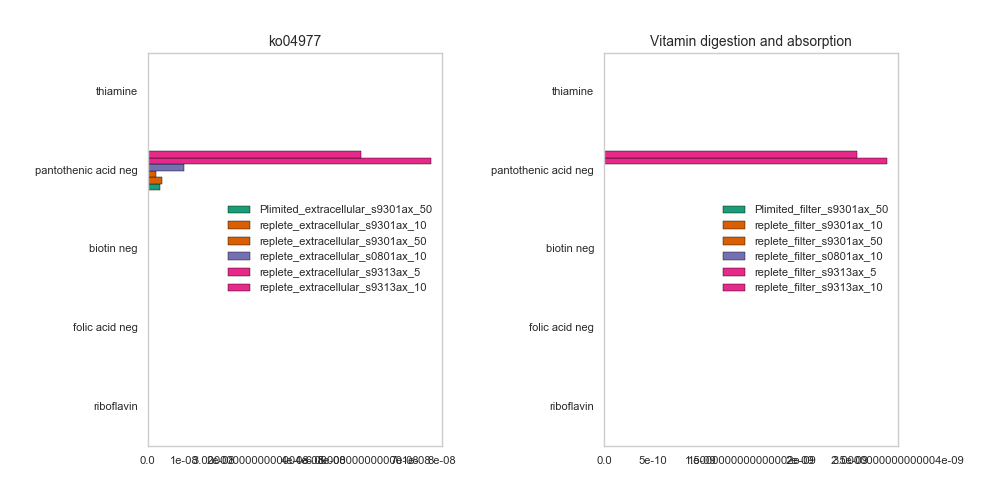 ko04977
thiamine
pantothenic acid neg
biotin neg
folic acid neg
riboflavin
Plimited_extracellular_s9301ax_50
replete_extracellular_s9301ax_10
replete_extracellular_s9301ax_50
replete_extracellular_s0801ax_10
replete_extracellular_s9313ax_5
replete_extracellular_s9313ax_10
0.0 1e-08 8e-08
Vitamin digestion and absorption
thiamine
pantothenic acid neg
biotin neg
folic acid neg
riboflavin
Plimited_filter_s9301ax_50
replete_filter_s9301ax_10
replete_filter_s9301ax_50
replete_filter_s0801ax_10
replete_filter_s9313ax_5
replete_filter_s9313ax_10
0.0 5e-10 2e-09